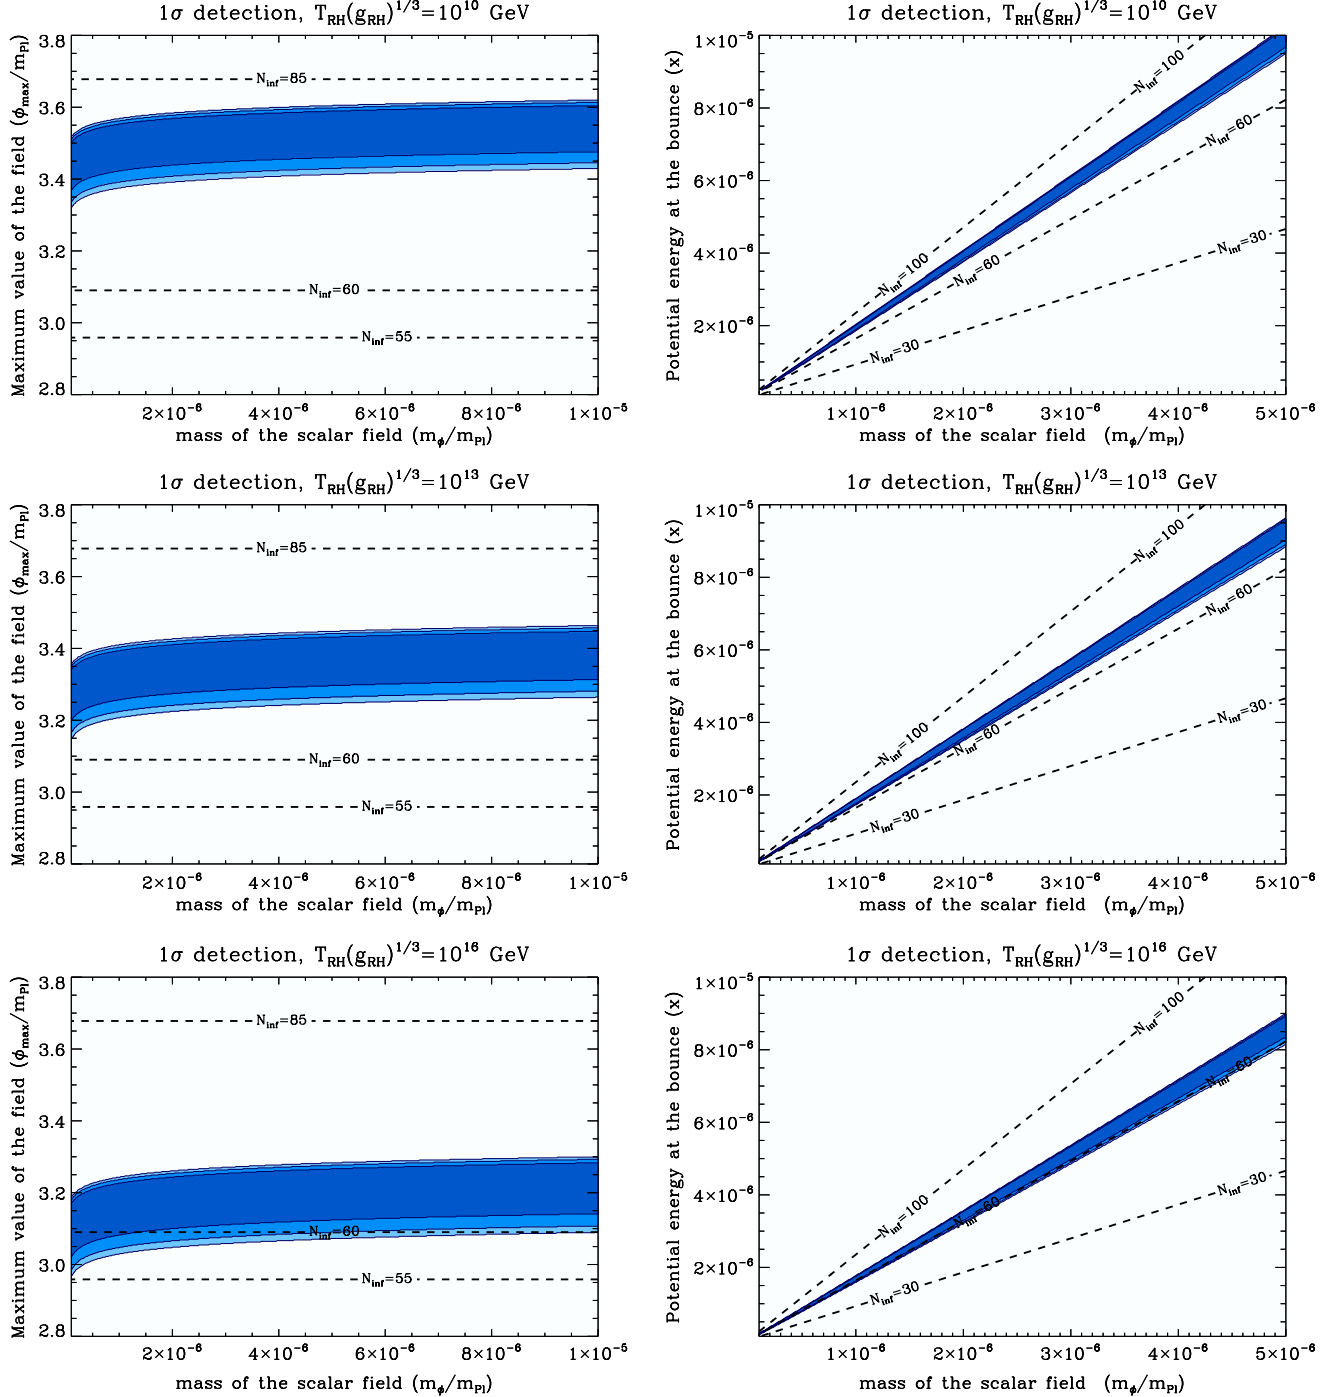 1σ detection, T_RH(g_RH)^1/3=10^10 GeV
Maximum value of the field (ϕ_max/m_Pl)
3.8
3.6
3.4
3.2
3.0
2.8
N_inf=85
N_inf=60
N_inf=55
2×10^-6
4×10^-6
6×10^-6
8×10^-6
1×10^-5
mass of the scalar field (m_ϕ/m_Pl)
1σ detection, T_RH(g_RH)^1/3=10^10 GeV
Potential energy at the bounce (x)
1×10^-5
8×10^-6
6×10^-6
4×10^-6
2×10^-6
N_inf=100
N_inf=60
N_inf=30
N_inf=100
N_inf=60
N_inf=30
1×10^-6
2×10^-6
3×10^-6
4×10^-6
5×10^-6
mass of the scalar field (m_ϕ/m_Pl)
1σ detection, T_RH(g_RH)^1/3=10^13 GeV
Maximum value of the field (ϕ_max/m_Pl)
3.8
3.6
3.4
3.2
3.0
2.8
N_inf=85
N_inf=60
N_inf=55
2×10^-6
4×10^-6
6×10^-6
8×10^-6
1×10^-5
mass of the scalar field (m_ϕ/m_Pl)
1σ detection, T_RH(g_RH)^1/3=10^13 GeV
Potential energy at the bounce (x)
1×10^-5
8×10^-6
6×10^-6
4×10^-6
2×10^-6
N_inf=100
N_inf=60
N_inf=30
N_inf=100
N_inf=60
N_inf=30
1×10^-6
2×10^-6
3×10^-6
4×10^-6
5×10^-6
mass of the scalar field (m_ϕ/m_Pl)
1σ detection, T_RH(g_RH)^1/3=10^16 GeV
Maximum value of the field (ϕ_max/m_Pl)
3.8
3.6
3.4
3.2
3.0
2.8
N_inf=85
N_inf=60
N_inf=55
2×10^-6
4×10^-6
6×10^-6
8×10^-6
1×10^-5
mass of the scalar field (m_ϕ/m_Pl)
1σ detection, T_RH(g_RH)^1/3=10^16 GeV
Potential energy at the bounce (x)
1×10^-5
8×10^-6
6×10^-6
4×10^-6
2×10^-6
N_inf=100
N_inf=60
N_inf=30
N_inf=100
N_inf=60
N_inf=30
1×10^-6
2×10^-6
3×10^-6
4×10^-6
5×10^-6
mass of the scalar field (m_ϕ/m_Pl)